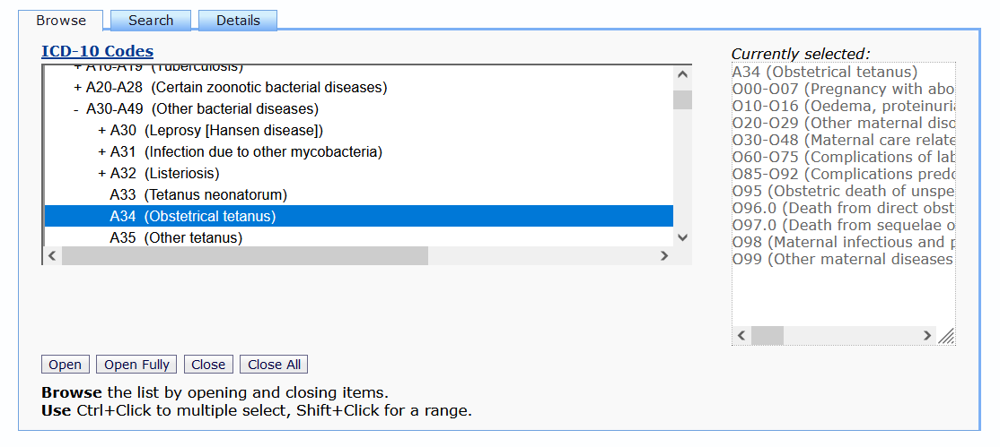 Browse Search Details
ICD-10 Codes
+ A16-A19 (Tuberculosis)
+ A20-A28 (Certain zoonotic bacterial diseases)
- A30-A49 (Other bacterial diseases)
+ A30 (Leprosy [Hansen disease])
+ A31 (Infection due to other mycobacteria)
+ A32 (Listeriosis)
A33 (Tetanus neonatorum)
A34 (Obstetrical tetanus)
A35 (Other tetanus)
Currently selected:
A34 (Obstetrical tetanus)
O00-O07 (Pregnancy with abo
O10-O16 (Oedema, proteinuria
O20-O29 (Other maternal diso
O30-O48 (Maternal care relate
O60-O75 (Complications of lab
O85-O92 (Complications predo
O95 (Obstetric death of unspe
O96.0 (Death from direct obst
O97.0 (Death from sequelae o
O98 (Maternal infectious and p
O99 (Other maternal diseases
Open Open Fully Close Close All
Browse the list by opening and closing items.
Use Ctrl+Click to multiple select, Shift+Click for a range.